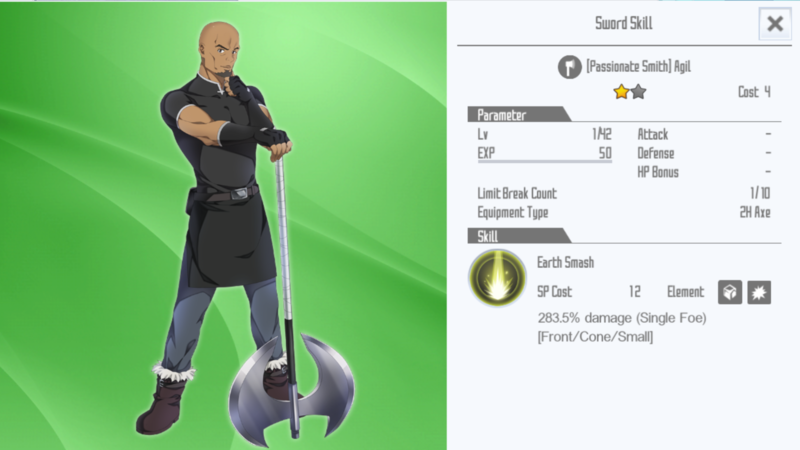 Sword Skill
[Passionate Smith] Agil
Cost 4
Parameter
Lv 1/42 Attack -
EXP 50 Defense -
HP Bonus -
Limit Break Count 1/10
Equipment Type 2H Axe
Skill
Earth Smash
SP Cost 12 Element
283.5% damage (Single Foe)
[Front/Cone/Small]